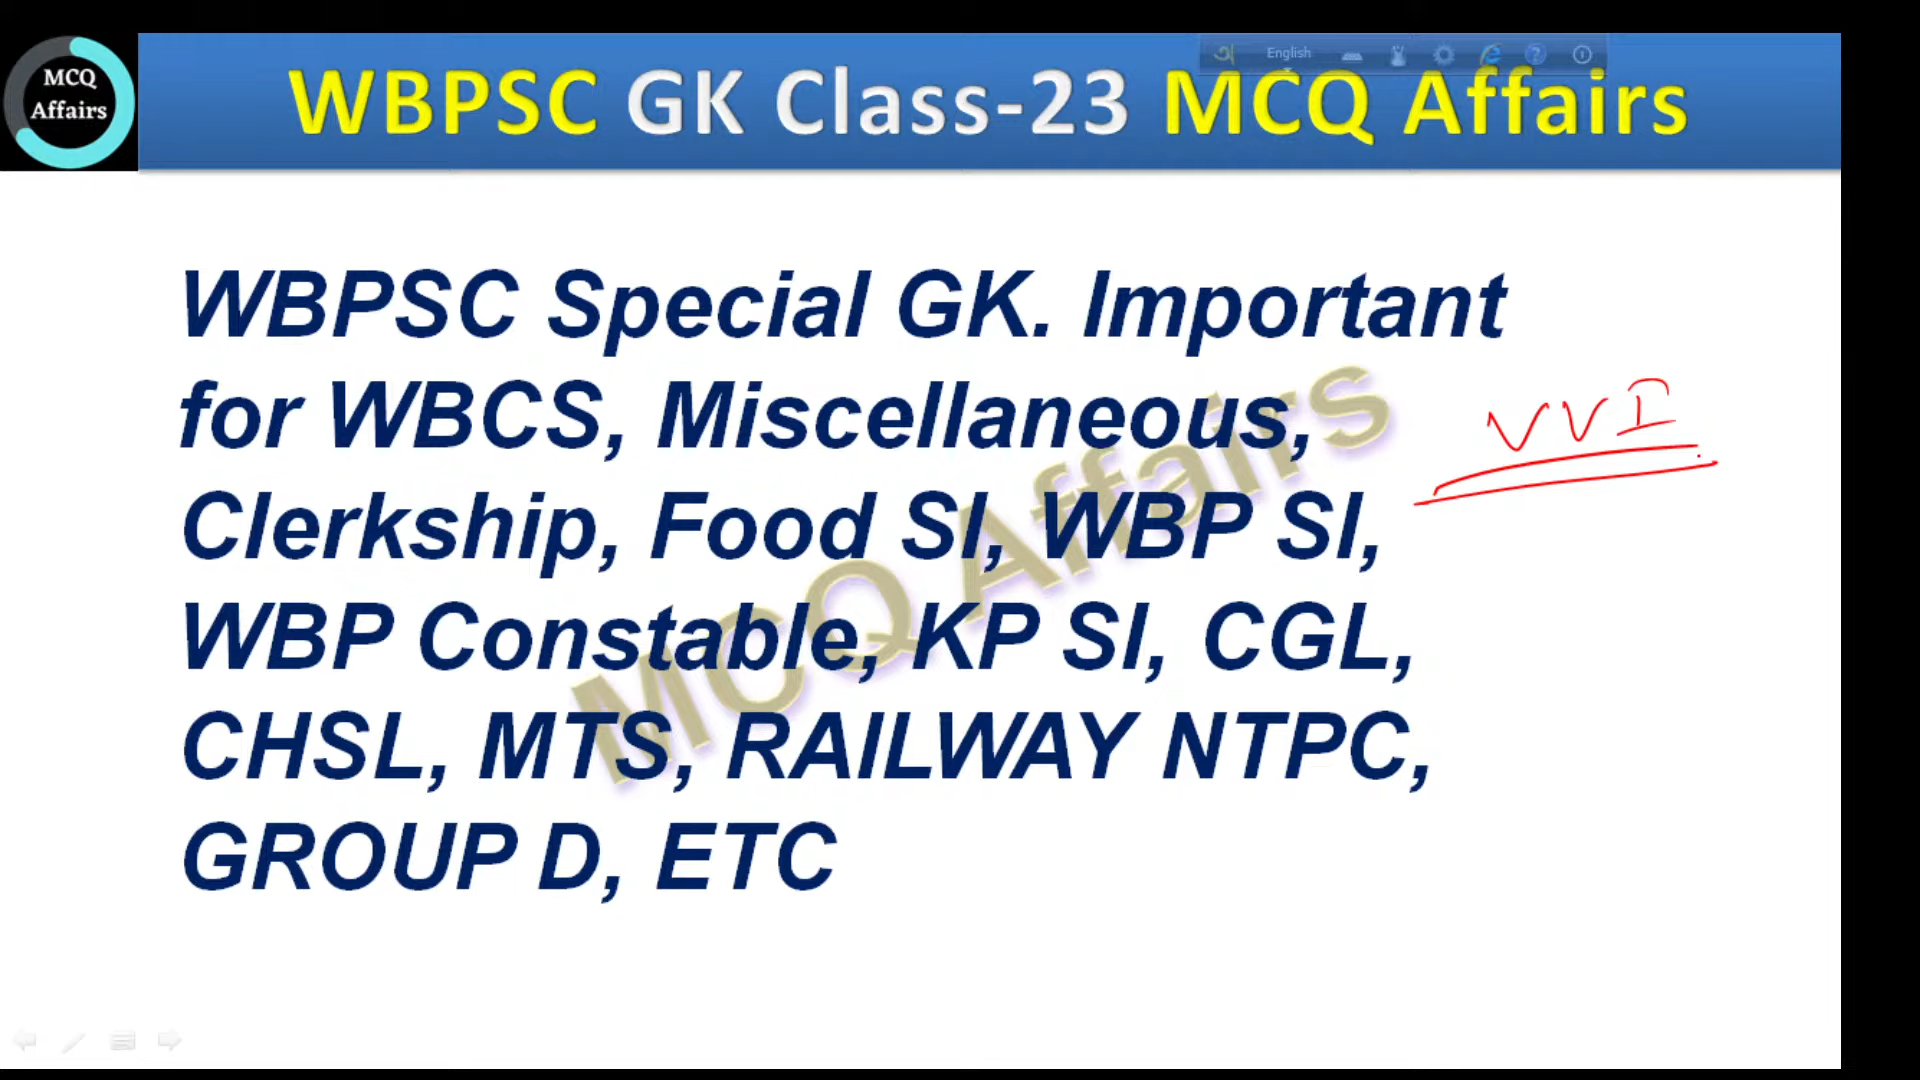 MCQ
Affairs
WBPSC GK Class-23 MCQ Affairs
অ English
WBPSC Special GK. Important
for WBCS, Miscellaneous,
VVI
Clerkship, Food SI, WBP SI,
WBP Constable, KP SI, CGL,
CHSL, MTS, RAILWAY NTPC,
GROUP D, ETC
MCQ Affairs